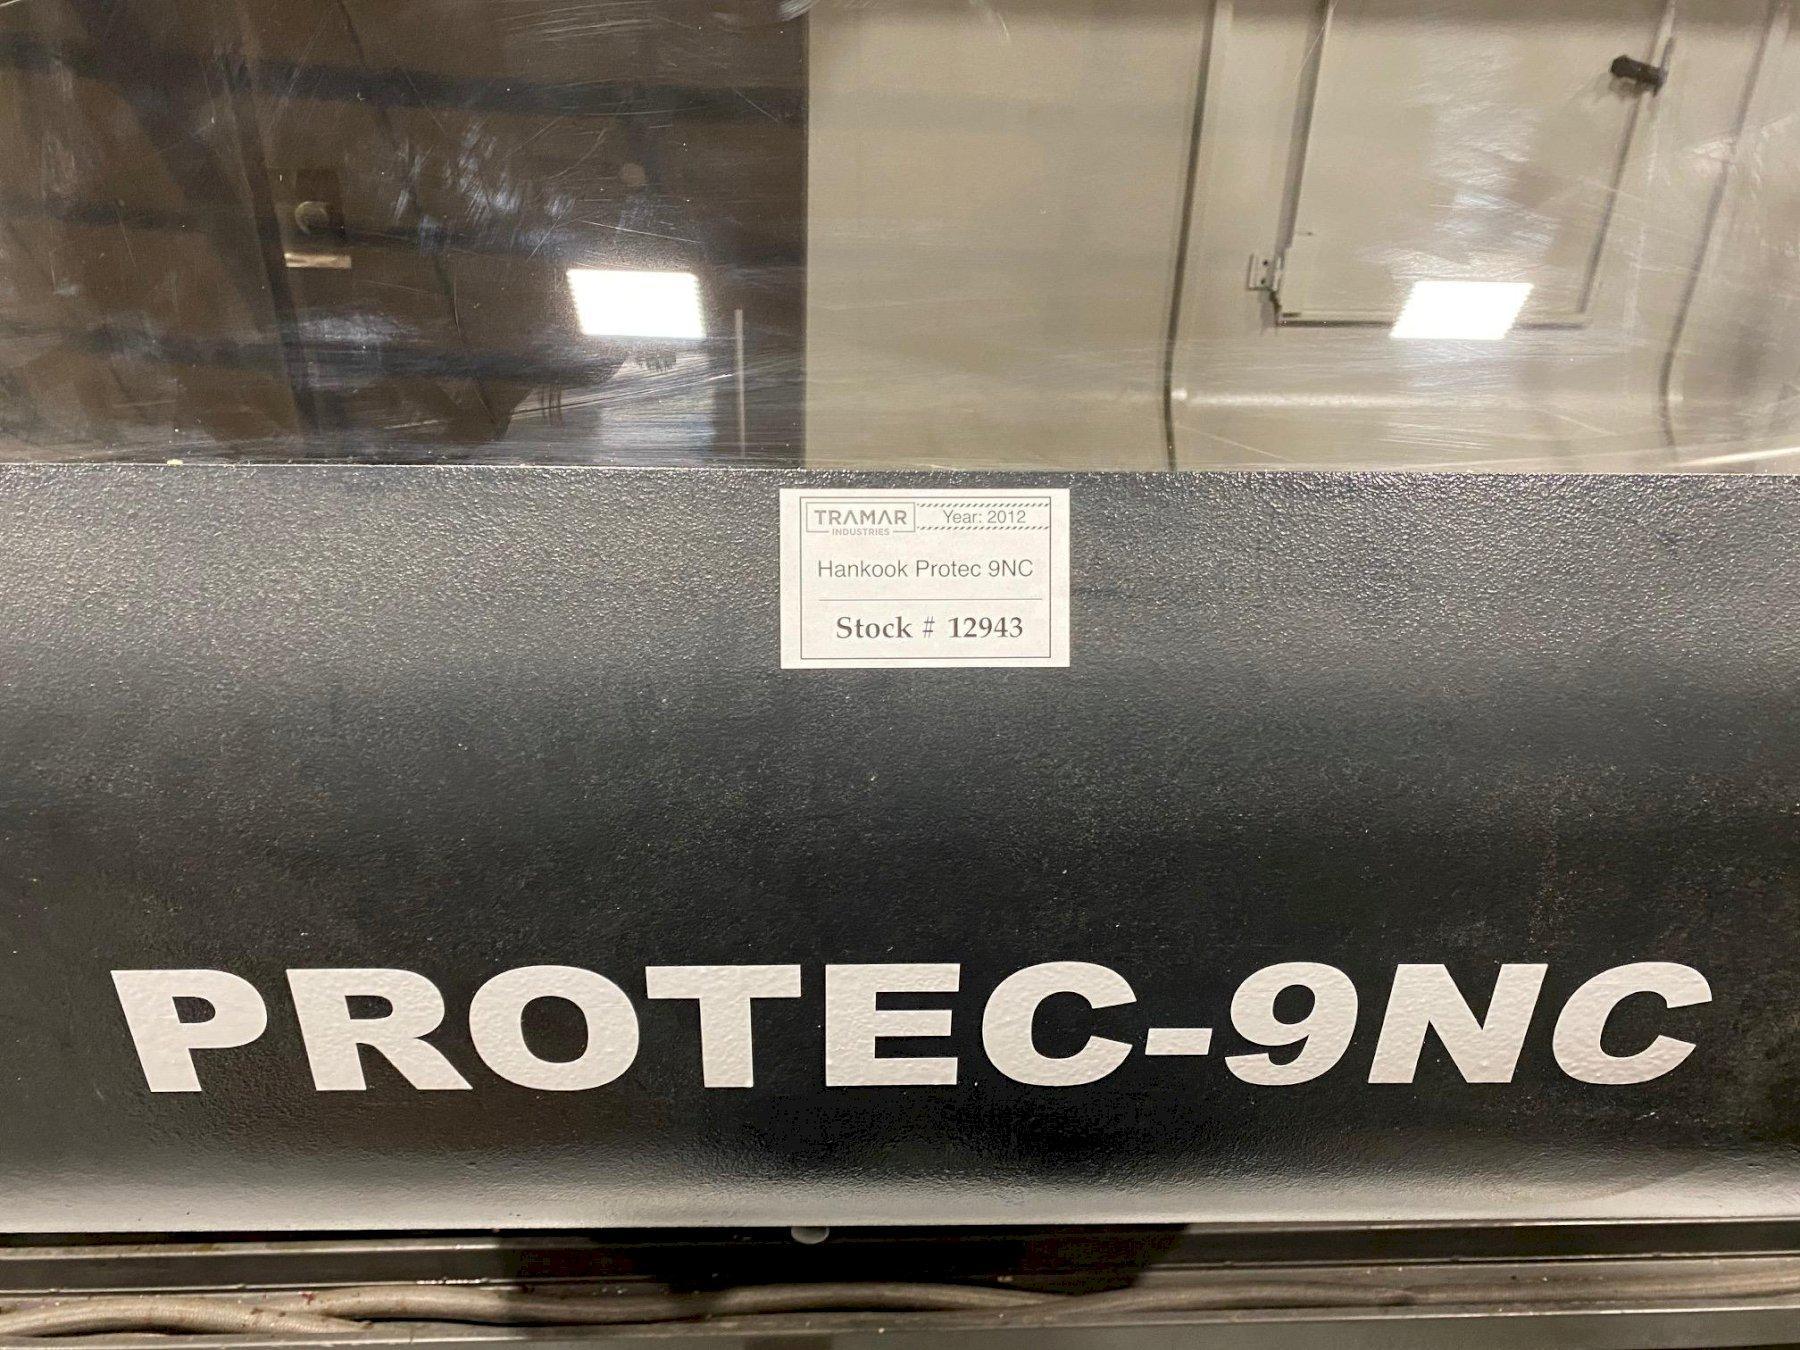 TRAMAR
INDUSTRIES
Year: 2012
Hankook Protec 9NC
Stock # 12943
PROTEC-9NC